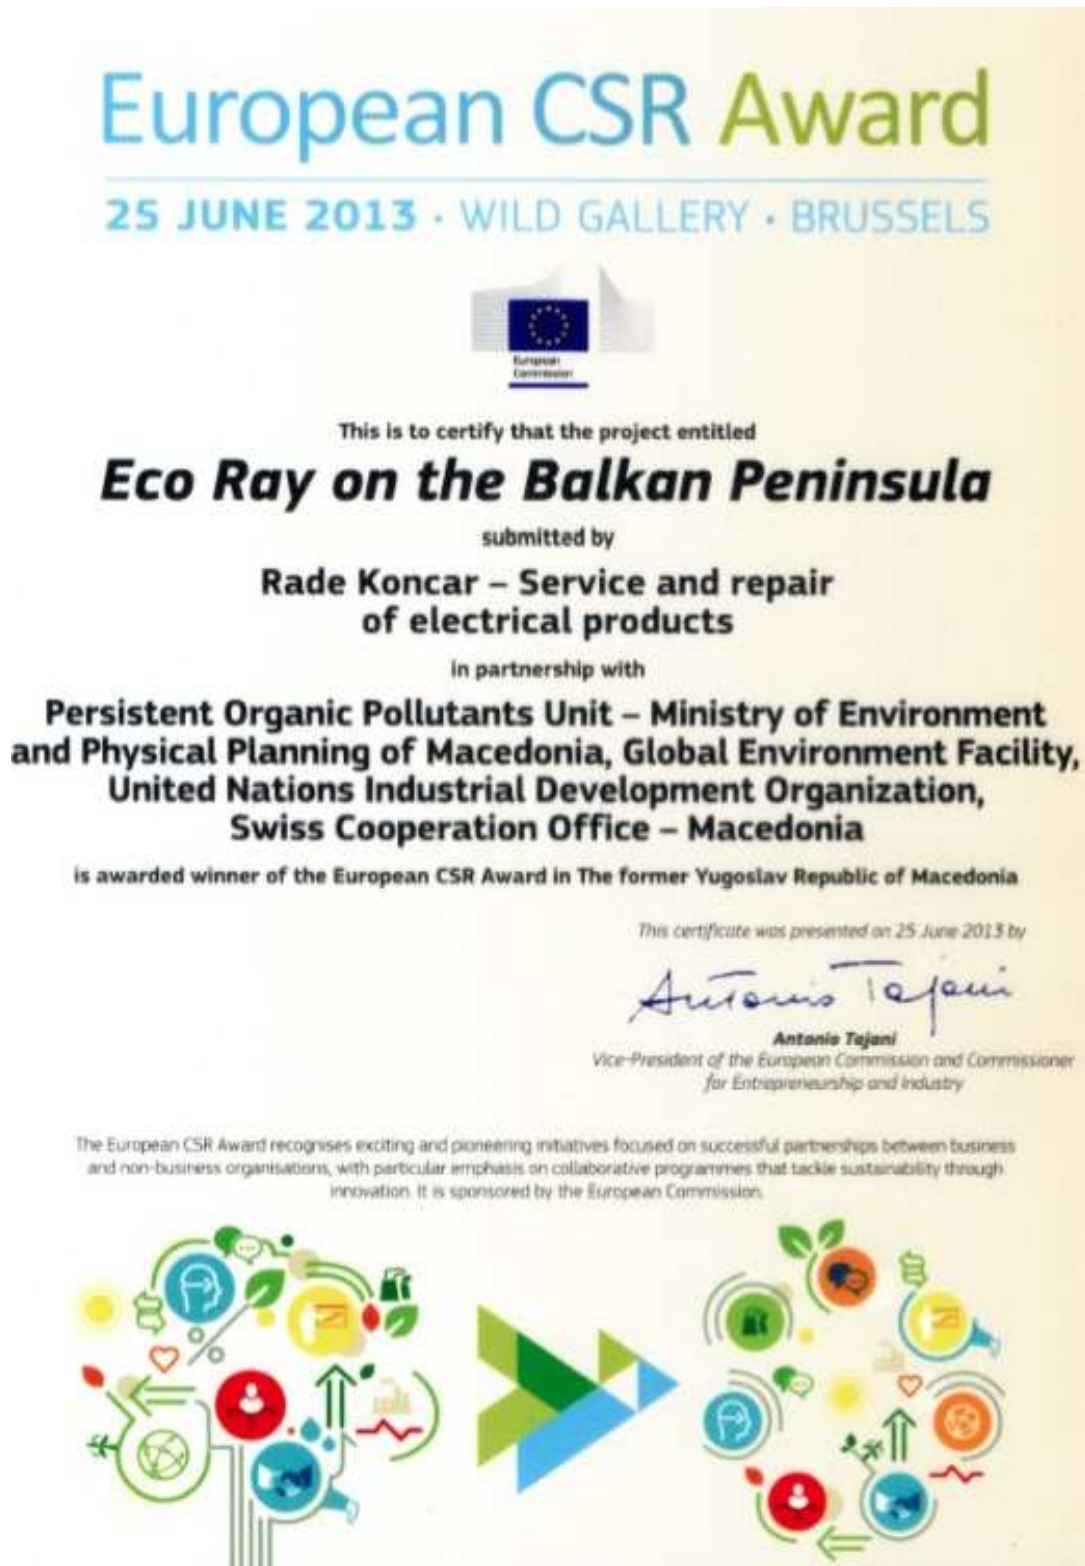 European CSR Award
25 JUNE 2013 · WILD GALLERY · BRUSSELS
European
Commission
This is to certify that the project entitled
Eco Ray on the Balkan Peninsula
submitted by
Rade Koncar – Service and repair
of electrical products
in partnership with
Persistent Organic Pollutants Unit – Ministry of Environment
and Physical Planning of Macedonia, Global Environment Facility,
United Nations Industrial Development Organization,
Swiss Cooperation Office – Macedonia
is awarded winner of the European CSR Award in The former Yugoslav Republic of Macedonia
This certificate was presented on 25 June 2013 by
Antonio Tajani
Antonio Tajani
Vice-President of the European Commission and Commissioner
for Entrepreneurship and Industry
The European CSR Award recognises exciting and pioneering initiatives focused on successful partnerships between business
and non-business organisations, with particular emphasis on collaborative programmes that tackle sustainability through
innovation. It is sponsored by the European Commission.